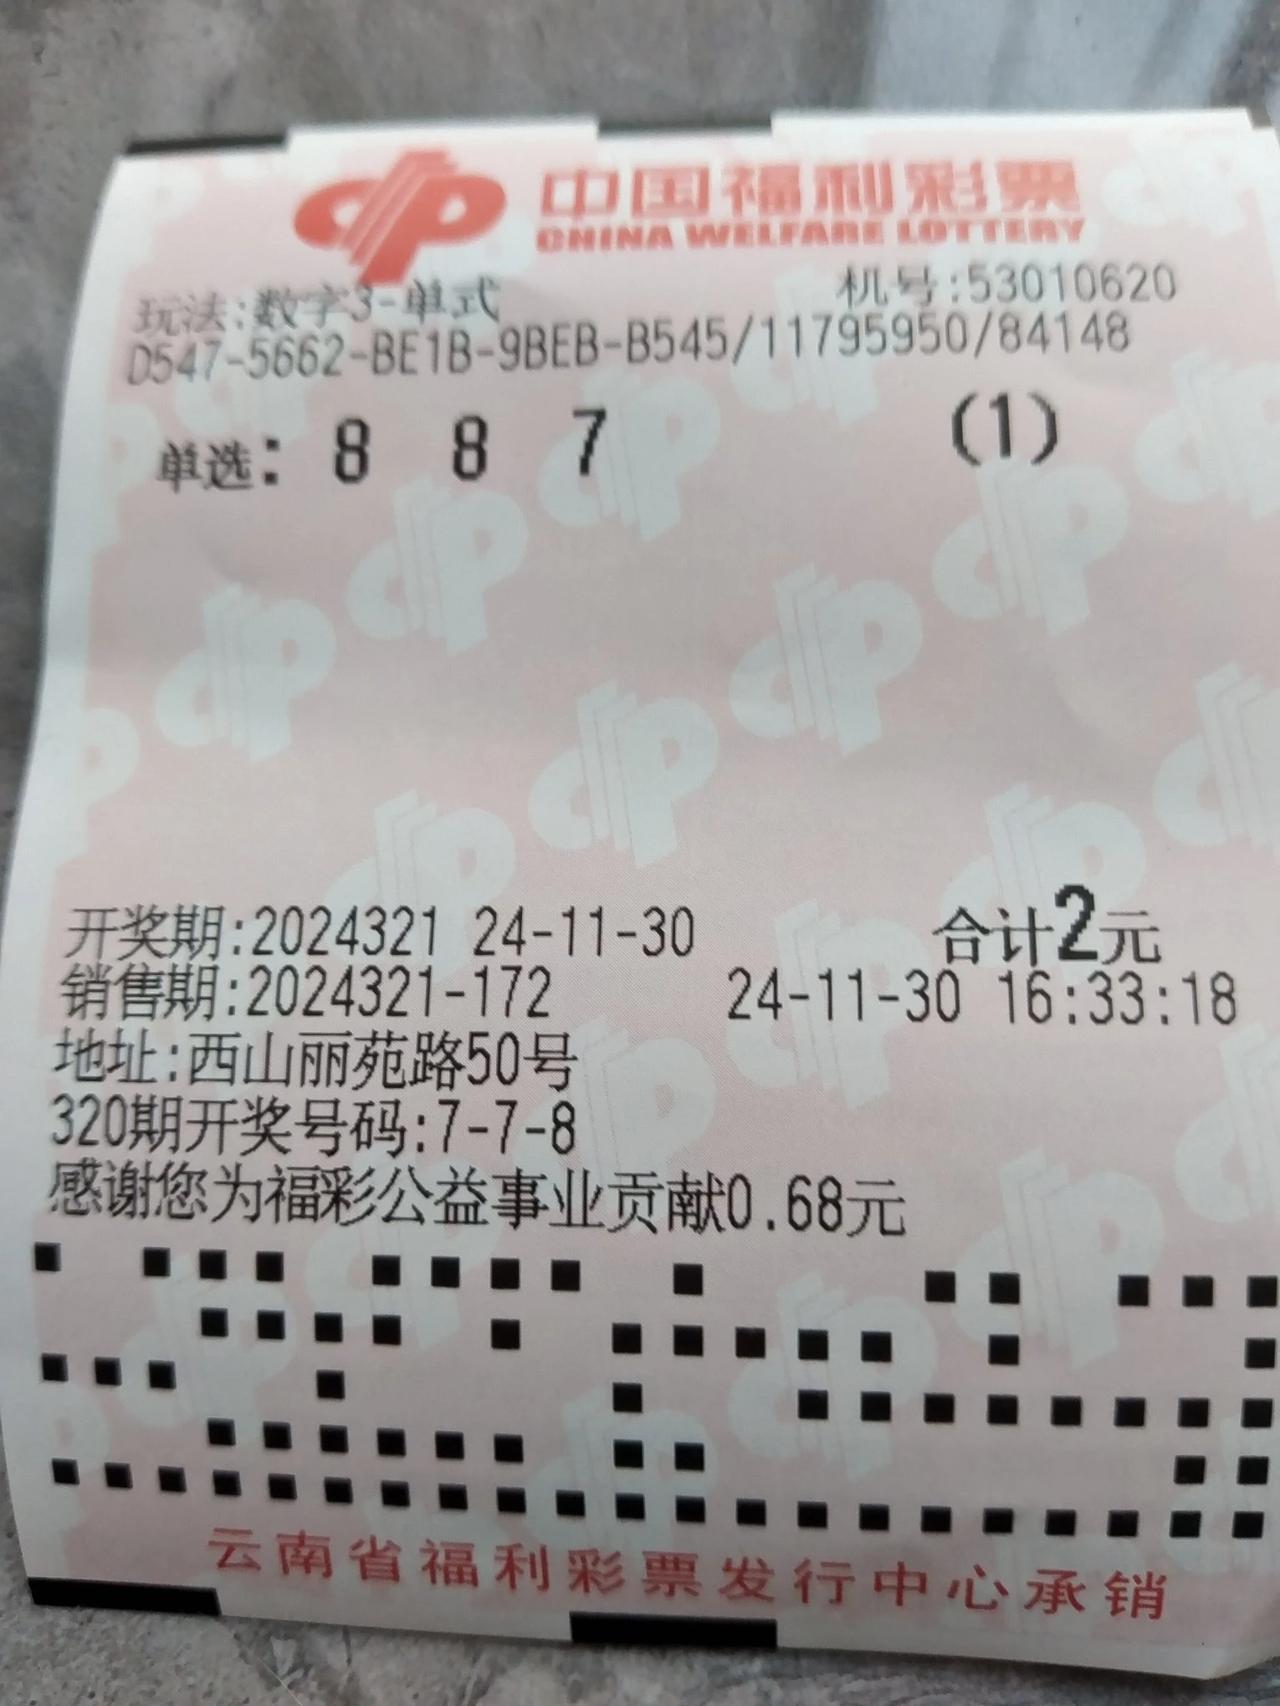 中国福利彩票
CHINA WELFARE LOTTERY
玩法:数字3-单式 机号:53010620
D547-5662-BE1B-9BEB-B545/11795950/84148
单选: 8 8 7 (1)
开奖期:2024321 24-11-30 合计2元
销售期:2024321-172 24-11-30 16:33:18
地址:西山丽苑路50号
320期开奖号码:7-7-8
感谢您为福彩公益事业贡献0.68元
云南省福利彩票发行中心承销